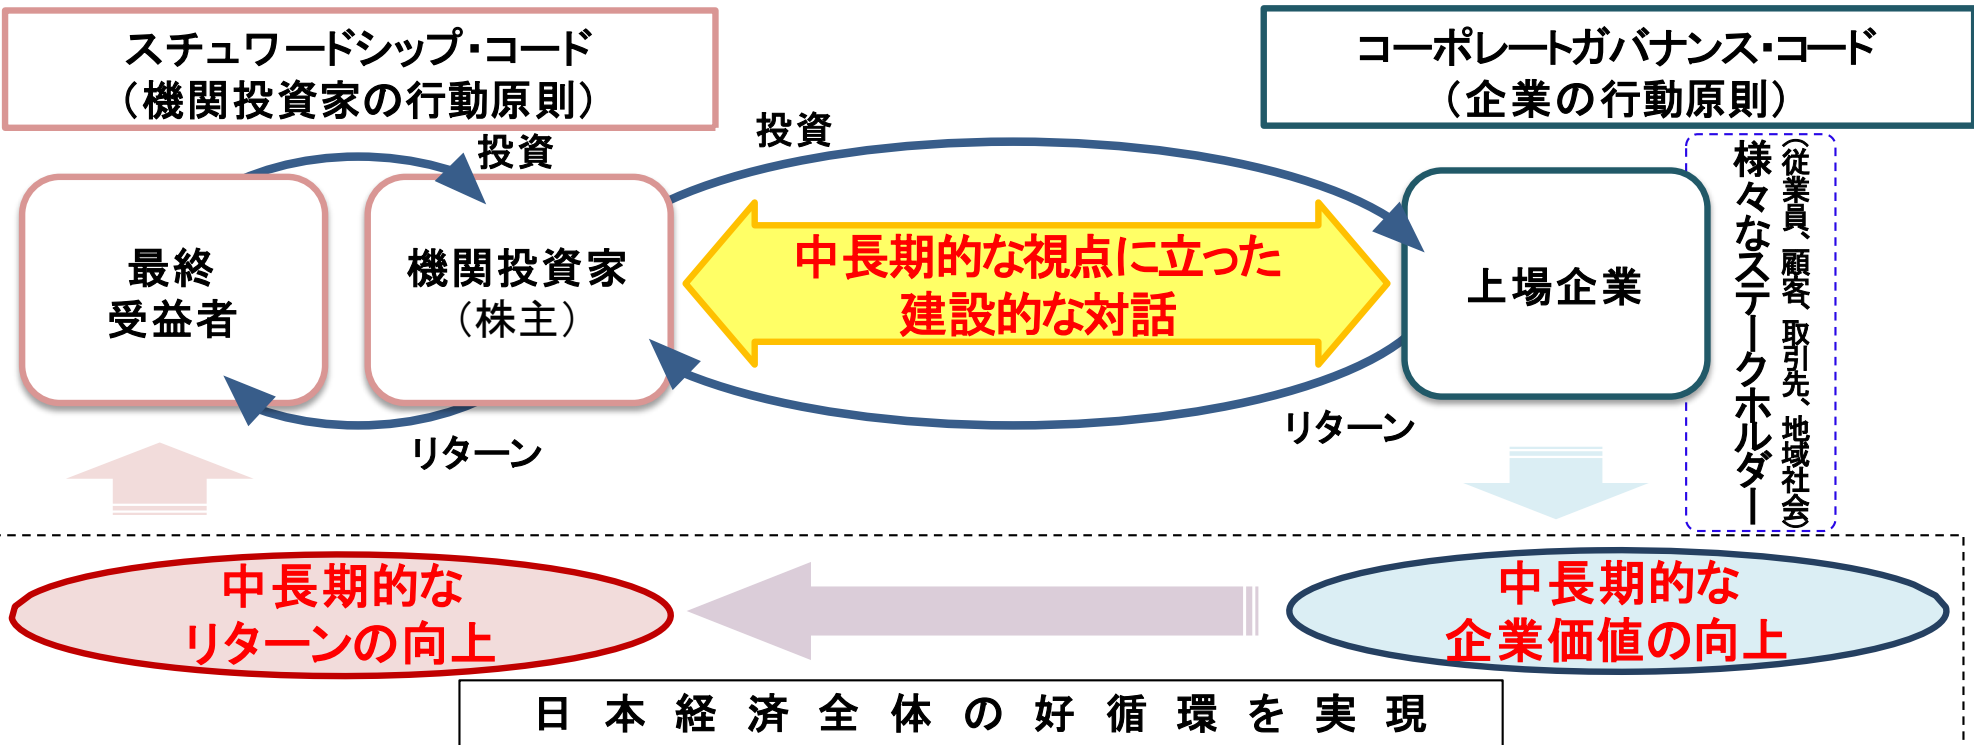 スチュワードシップ・コード
（機関投資家の行動原則）
コーポレートガバナンス・コード
（企業の行動原則）
投資
投資
最終
受益者
機関投資家
（株主）
中長期的な視点に立った
建設的な対話
上場企業
様々なステークホルダー
（従業員、顧客、取引先、地域社会）
リターン
リターン
中長期的な
リターンの向上
中長期的な
企業価値の向上
日本経済全体の好循環を実現